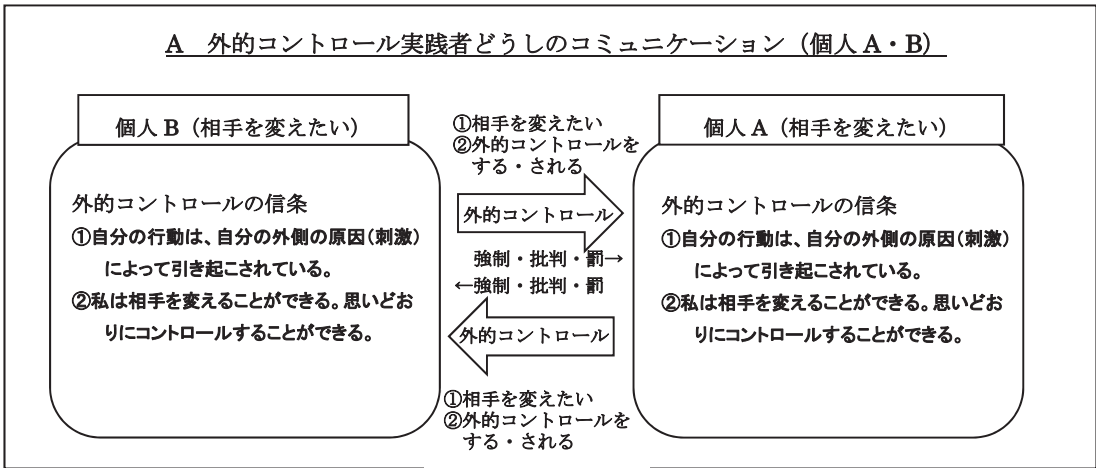 A　外的コントロール実践者どうしのコミュニケーション（個人 A・B）
個人 B（相手を変えたい）
外的コントロールの信条
①自分の行動は、自分の外側の原因（刺激）
によって引き起こされている。
②私は相手を変えることができる。思いどお
りにコントロールすることができる。
①相手を変えたい
②外的コントロールを
する・される
外的コントロール
強制・批判・罰→
←強制・批判・罰
外的コントロール
①相手を変えたい
②外的コントロールを
する・される
個人 A（相手を変えたい）
外的コントロールの信条
①自分の行動は、自分の外側の原因（刺激）
によって引き起こされている。
②私は相手を変えることができる。思いどお
りにコントロールすることができる。